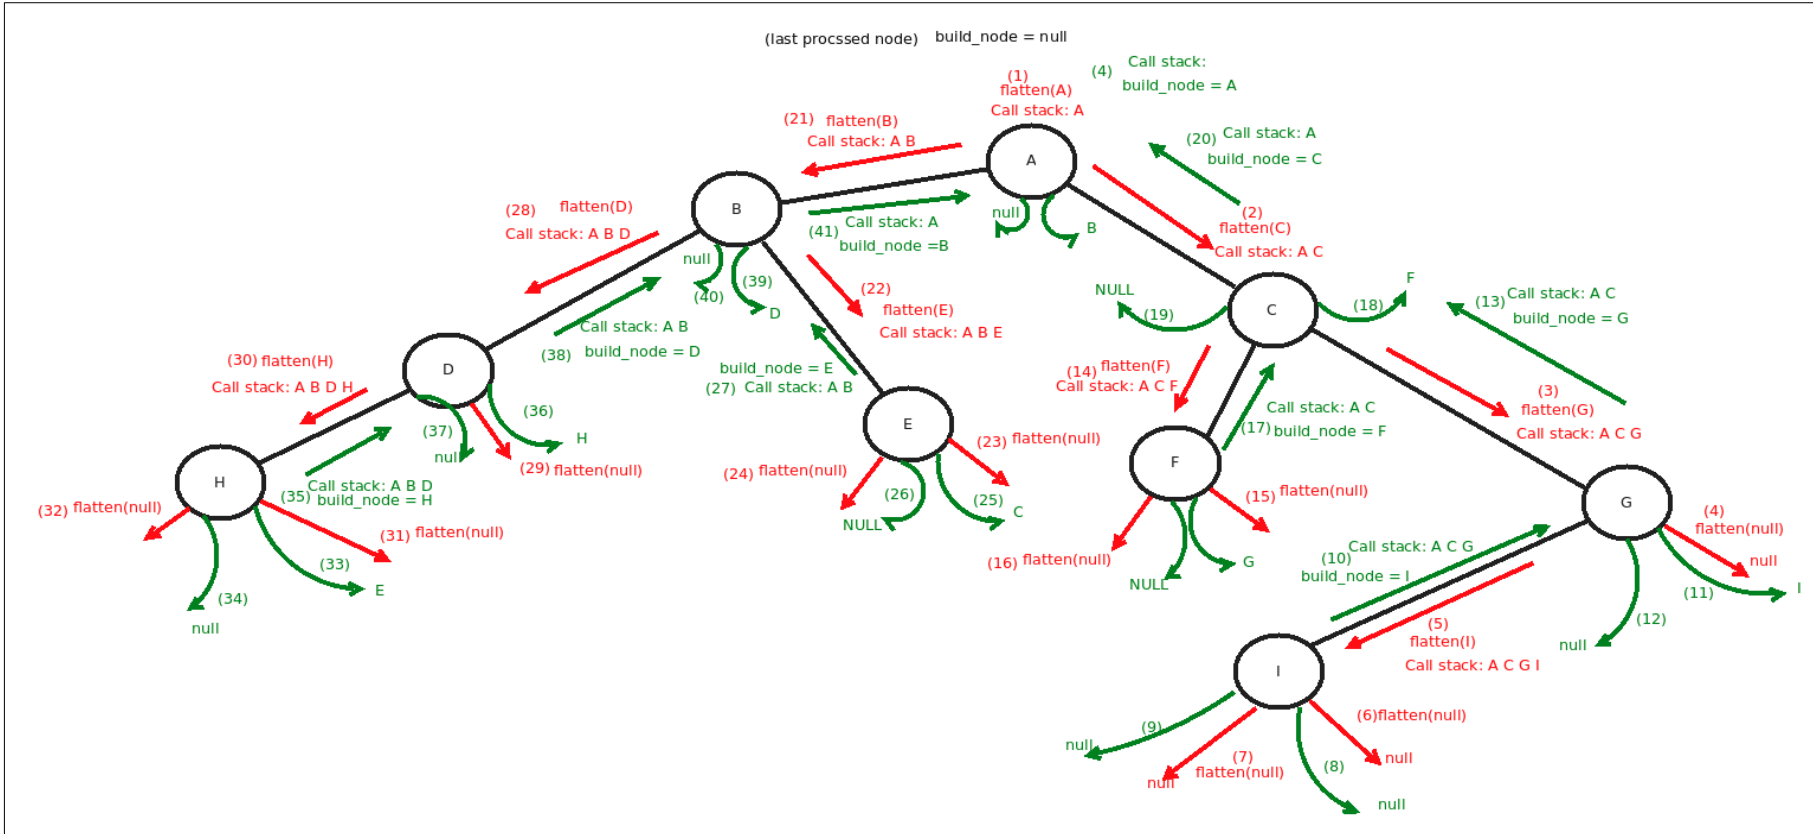 (last procssed node) build_node = null
(1)
flatten(A)
Call stack: A
(4) Call stack:
build_node = A
(21) flatten(B)
Call stack: A B
(20) Call stack: A
build_node = C
A
B
null
B
(2)
flatten(C)
Call stack: A C
(28) flatten(D)
Call stack: A B D
(41) Call stack: A
build_node =B
null
(40)
(39)
D
(22)
flatten(E)
Call stack: A B E
NULL
(19)
C
(18)
F
(13) Call stack: A C
build_node = G
Call stack: A B
(38) build_node = D
build_node = E
(27) Call stack: A B
(30) flatten(H)
Call stack: A B D H
D
(14) flatten(F)
Call stack: A C F
(3)
flatten(G)
Call stack: A C G
Call stack: A C
(17) build_node = F
(36)
H
(37)
null
(29) flatten(null)
E
(23) flatten(null)
(24) flatten(null)
(26)
NULL
(25)
C
H
Call stack: A B D
(35) build_node = H
(32) flatten(null)
(31) flatten(null)
(33)
E
(34)
null
F
(15) flatten(null)
(16) flatten(null)
NULL
G
G
(4)
flatten(null)
null
(10) Call stack: A C G
build_node = I
(11)
I
(12)
null
(5)
flatten(I)
Call stack: A C G I
I
(6)flatten(null)
null
(9)
null
(7)
flatten(null)
null
(8)
null